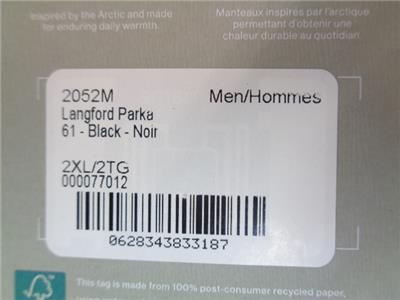 Inspired by the Arctic and made
for enduring daily warmth.
Manteaux inspirés par l'arctique
permettant d'obtenir une
chaleur durable au quotidien.
2052M
Men/Hommes
Langford Parka
61 - Black - Noir
2XL/2TG
000077012
0628343833187
This tag is made from 100% post-consumer recycled paper,